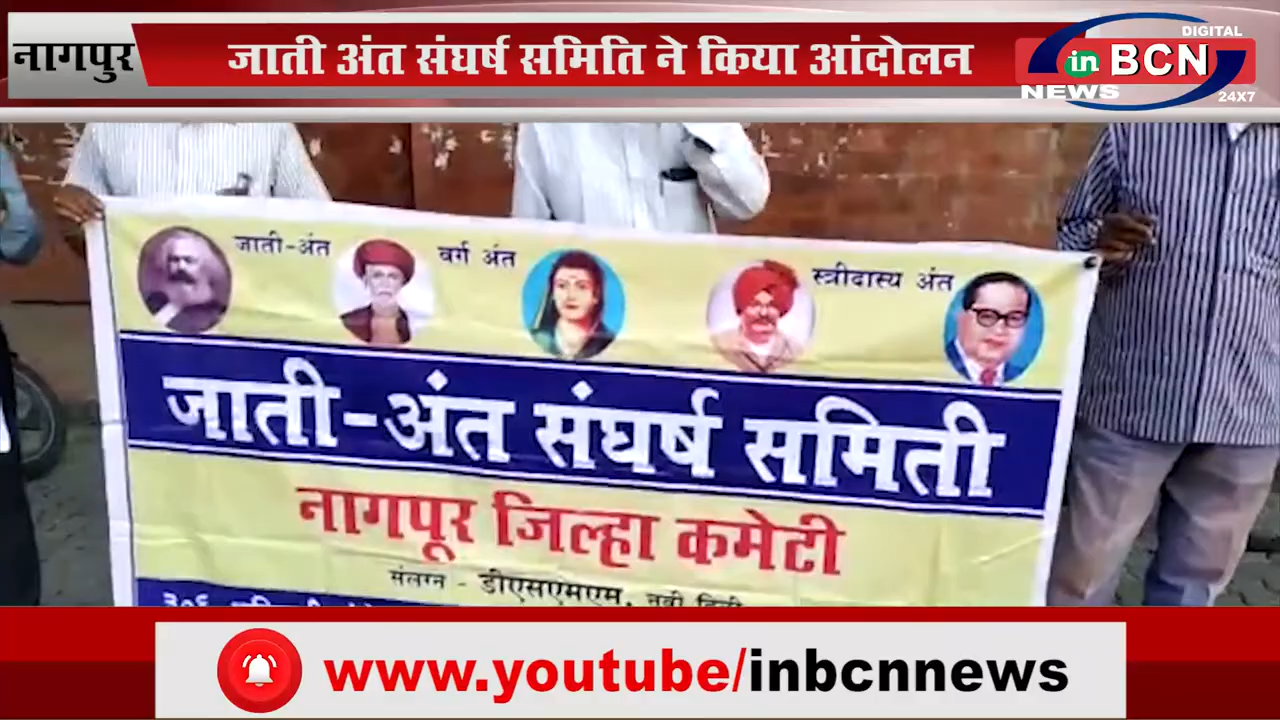 नागपुर
जाती अंत संघर्ष समिति ने किया आंदोलन
DIGITAL
in BCN
NEWS
24X7
जाती-अंत
वर्ग अंत
स्त्रीदास्य अंत
जाती-अंत संघर्ष समिती
नागपूर जिल्हा कमेटी
संलग्न - डीएसएमएम,
www.youtube/inbcnnews